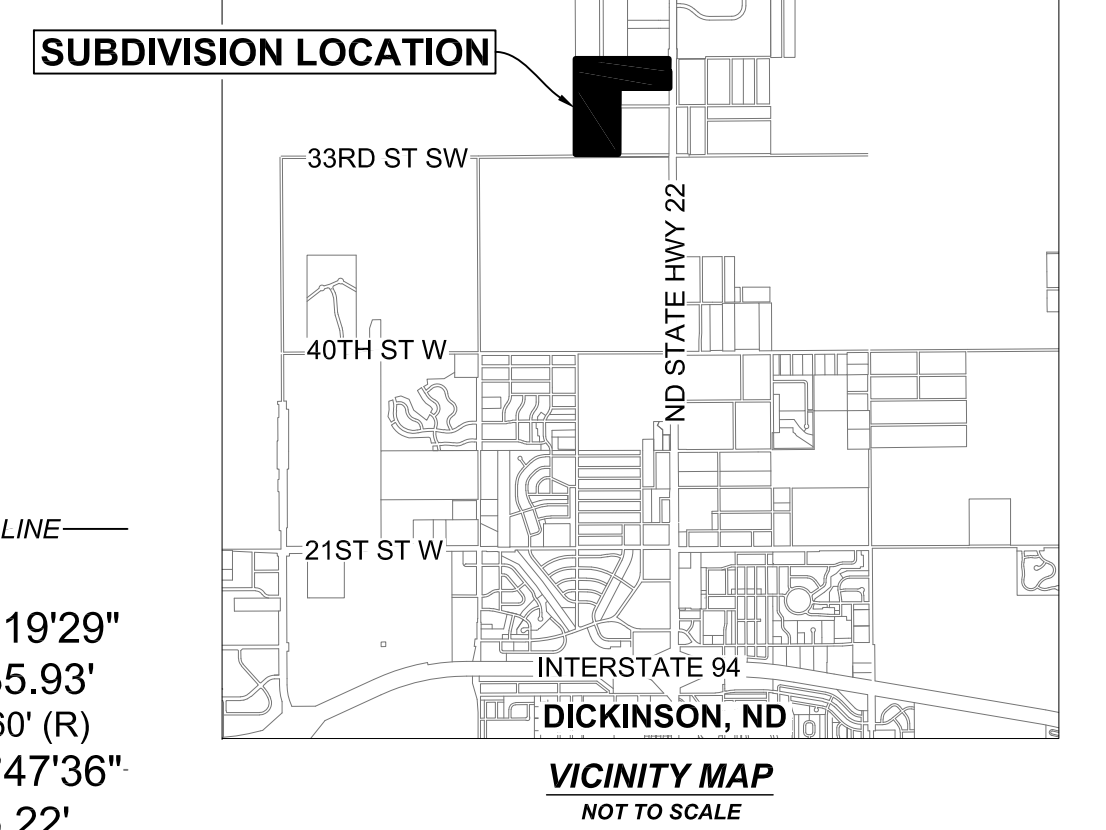 SUBDIVISION LOCATION
33RD ST SW
ND STATE HWY 22
40TH ST W
LINE
21ST ST W
19'29"
5.93'
60' (R)
47'36"
22'
INTERSTATE 94
DICKINSON, ND
VICINITY MAP
NOT TO SCALE